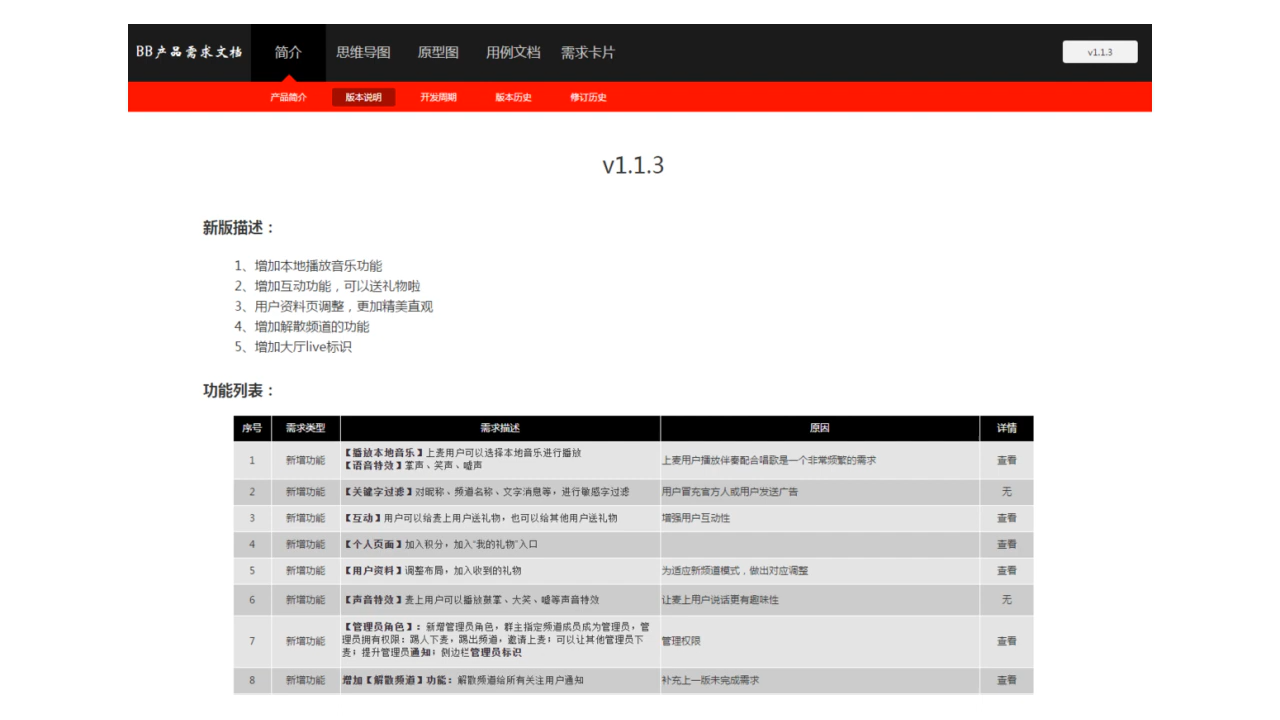 BB产品需求文档 简介 思维导图 原型图 用例文档 需求卡片 v1.1.3
产品简介 版本说明 开发周期 版本历史 修订历史
v1.1.3
新版描述：
1、增加本地播放音乐功能
2、增加互动功能，可以送礼物啦
3、用户资料页调整，更加精美直观
4、增加解散频道的功能
5、增加大厅live标识
功能列表：
序号 需求类型 需求描述 原因 详情
1 新增功能 【播放本地音乐】上麦用户可以选择本地音乐进行播放
【语音特效】掌声、笑声、嘘声 上麦用户播放伴奏配合唱歌是一个非常频繁的需求 查看
2 新增功能 【关键字过滤】对昵称、频道名称、文字消息等，进行敏感字过滤 用户冒充官方人或用户发送广告 无
3 新增功能 【互动】用户可以给麦上用户送礼物，也可以给其他用户送礼物 增强用户互动性 查看
4 新增功能 【个人页面】加入积分，加入“我的礼物”入口 查看
5 新增功能 【用户资料】调整布局，加入收到的礼物 为适应新频道模式，做出对应调整 查看
6 新增功能 【声音特效】麦上用户可以播放鼓掌、大笑、嘘等声音特效 让麦上用户说话更有趣味性 无
7 新增功能 【管理员角色】：新增管理员角色，群主指定频道成员成为管理员，管
理员拥有权限：踢人下麦，踢出频道，邀请上麦；可以让其他管理员下
麦；提升管理员通知；侧边栏管理员标识 管理权限 查看
8 新增功能 增加【解散频道】功能：解散频道给所有关注用户通知 补充上一版未完成需求 查看